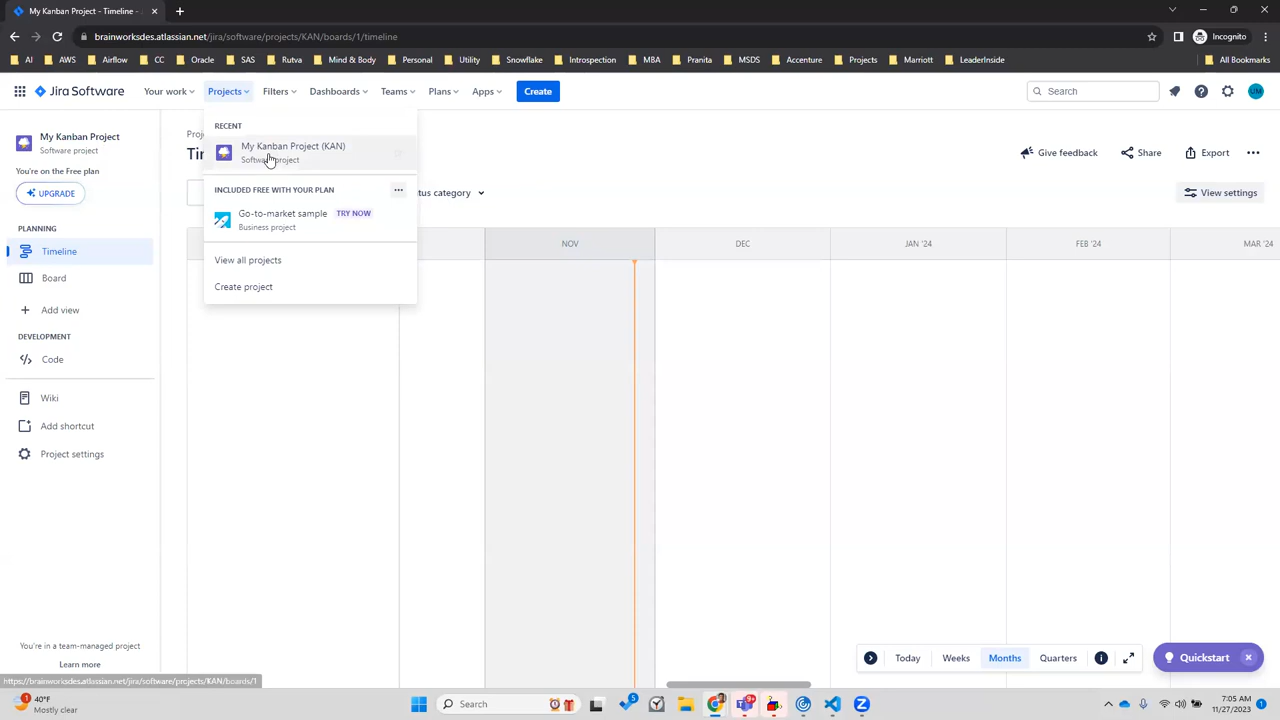 My Kanban Project - Timeline -
brainworksdes.atlassian.net/jira/software/projects/KAN/boards/1/timeline
Incognito
AI Airflow CC Oracle SAS Rutva Mind & Body Personal Utility Snowflake Introspection MBA Pranita MSDS Accenture Projects Marriott LeaderInside All Bookmarks
Jira Software Your work Projects Filters Dashboards Teams Plans Apps Create Search UM
My Kanban Project
Software project
You're on the Free plan
UPGRADE
PLANNING
Timeline
Board
Add view
DEVELOPMENT
Code
Wiki
Add shortcut
Project settings
You're in a team-managed project
Learn more
RECENT
My Kanban Project (KAN)
Software project
INCLUDED FREE WITH YOUR PLAN
Go-to-market sample TRY NOW
Business project
View all projects
Create project
Give feedback Share Export
View settings
NOV DEC JAN '24 FEB '24 MAR '24
Today Weeks Months Quarters Quickstart
https://brainworksdes.atlassian.net/jira/software/projects/KAN/boards/1
1 40°F
Mostly clear
Search
5
9+
7:05 AM
11/27/2023